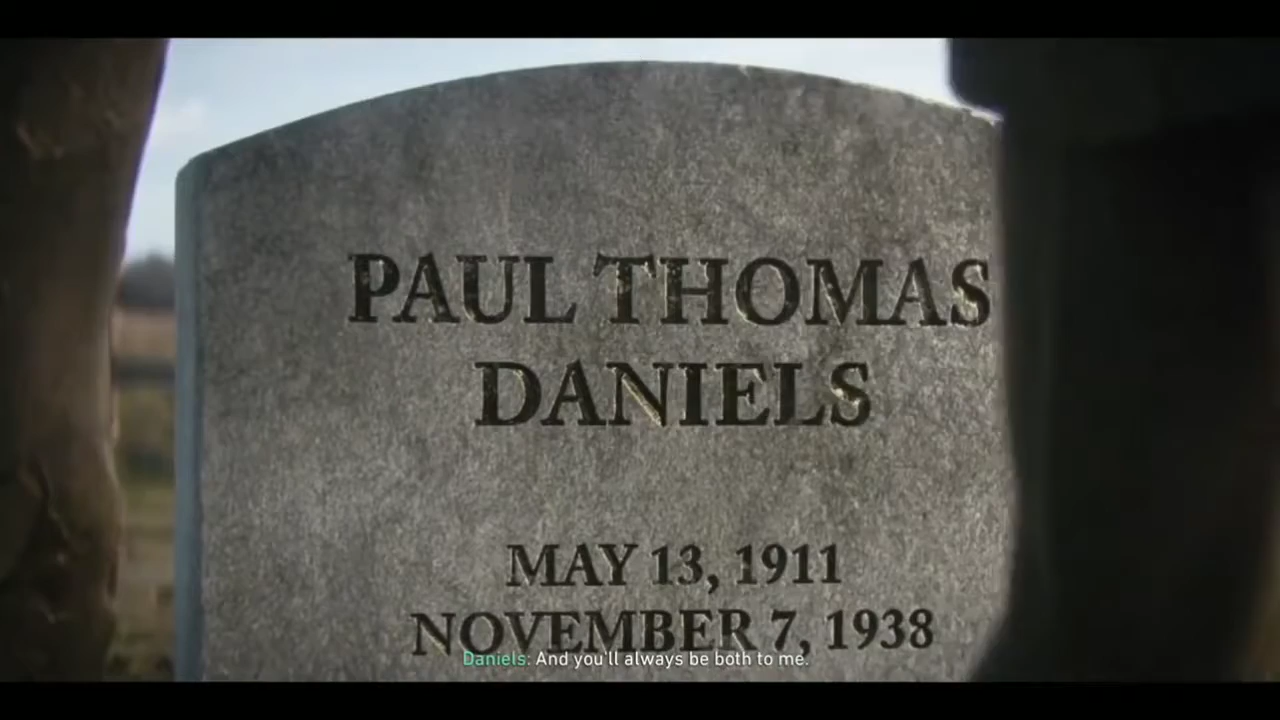 PAUL THOMAS
DANIELS
MAY 13, 1911
NOVEMBER 7, 1938
Daniels: And you'll always be both to me.